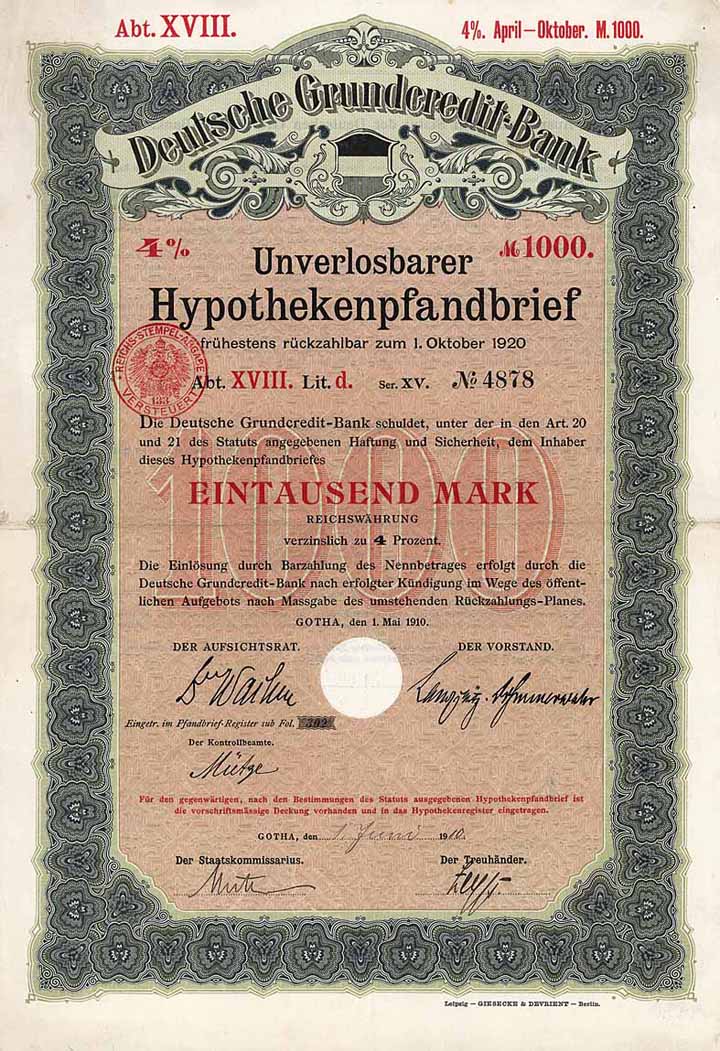 Abt. XVIII.
4%. April—Oktober. M. 1000.
Deutsche Grundcredit-Bank
4% M 1000.
Unverlosbarer
Hypothekenpfandbrief
frühestens rückzahlbar zum 1. Oktober 1920
REICHS-STEMPEL-ABGABE
VERSTEUERT
Abt. XVIII. Lit. d. Ser. XV. No 4878
1000
Die Deutsche Grundcredit-Bank schuldet, unter der in den Art. 20
und 21 des Statuts angegebenen Haftung und Sicherheit, dem Inhaber
dieses Hypothekenpfandbriefes
EINTAUSEND MARK
REICHSWÄHRUNG
verzinslich zu 4 Prozent.
Die Einlösung durch Barzahlung des Nennbetrages erfolgt durch die
Deutsche Grundcredit-Bank nach erfolgter Kündigung im Wege des öffent-
lichen Aufgebots nach Massgabe des umstehenden Rückzahlungs-Planes.
GOTHA, den 1. Mai 1910.
DER AUFSICHTSRAT. DER VORSTAND.
Eingetr. im Pfandbrief-Register sub Fol. 302
Der Kontrollbeamte.
Mütze
Für den gegenwärtigen, nach den Bestimmungen des Statuts ausgegebenen Hypothekenpfandbrief ist
die vorschriftsmässige Deckung vorhanden und in das Hypothekenregister eingetragen.
GOTHA, den 1. Juni 1910.
Der Staatskommissarius. Der Treuhänder.
Leipzig — GIESECKE & DEVRIENT — Berlin.